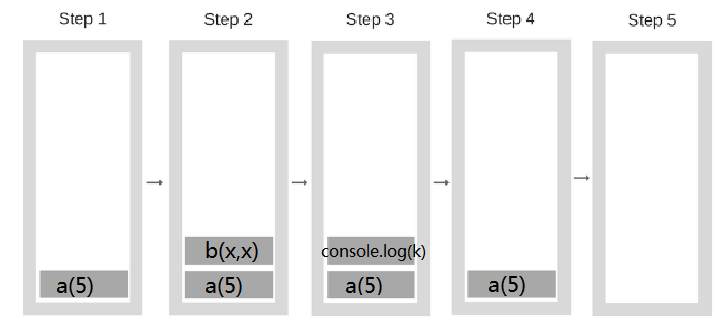 Step 1 Step 2 Step 3 Step 4 Step 5
b(x,x) console.log(k)
a(5) a(5) a(5) a(5)